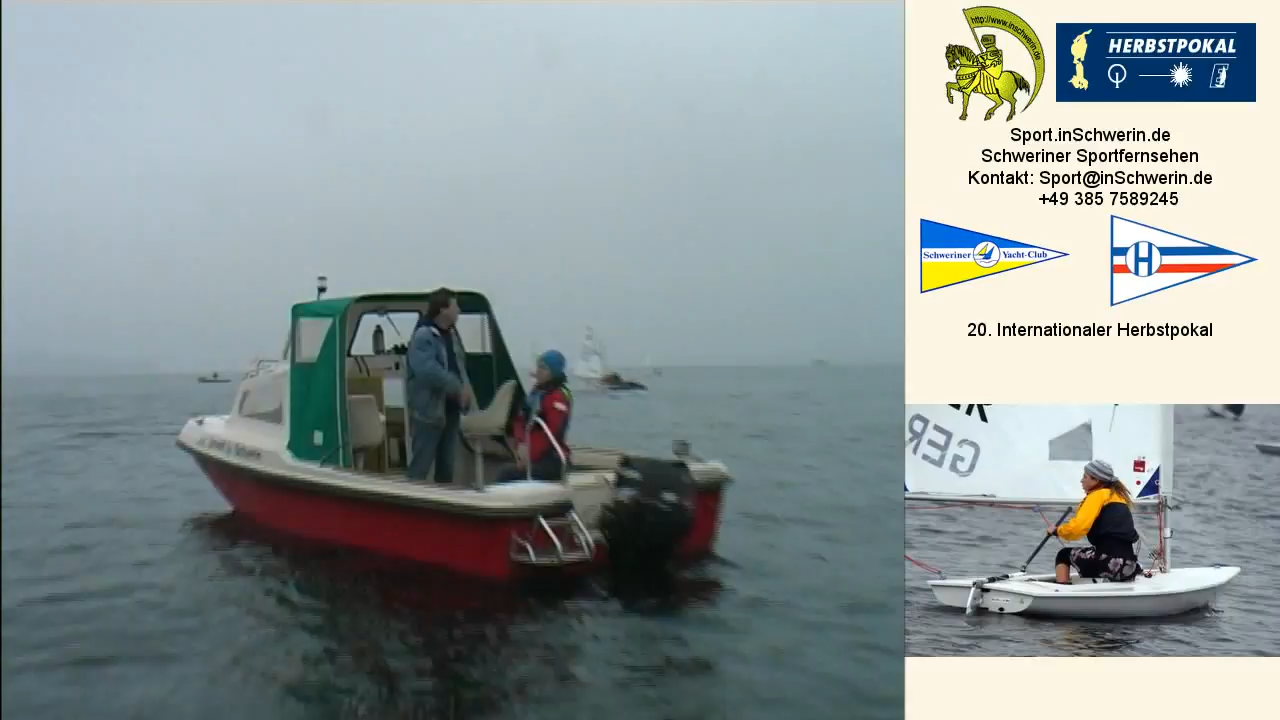 http://www.inschwerin.de
HERBSTPOKAL
Sport.inSchwerin.de
Schweriner Sportfernsehen
Kontakt: Sport@inSchwerin.de
+49 385 7589245
Schweriner Yacht-Club
H
20. Internationaler Herbstpokal
GER